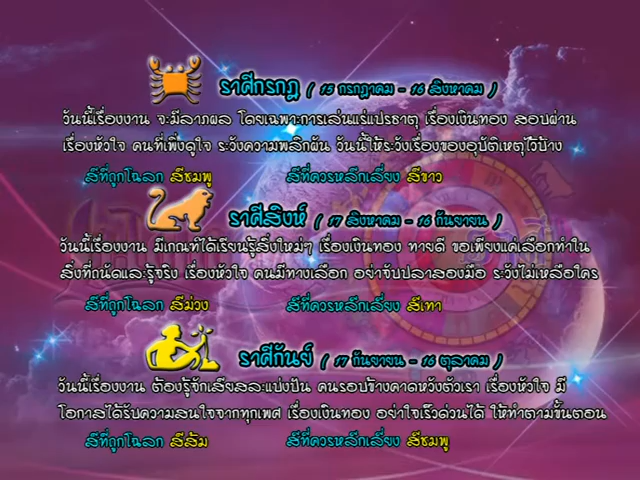 ราศีกรกฎ ( 15 กรกฎาคม - 16 สิงหาคม )
วันนี้เรื่องงาน จะมีลาภผล โดยเฉพาะการเล่นแร่แปรธาตุ เรื่องเงินทอง สอบผ่าน
เรื่องหัวใจ คนที่เพิ่งดูใจ ระวังความพลิกผัน วันนี้ให้ระวังเรื่องของอุบัติเหตุไว้บ้าง
สีที่ถูกโฉลก สีชมพู สีที่ควรหลีกเลี่ยง สีขาว
ราศีสิงห์ ( 17 สิงหาคม - 16 กันยายน )
วันนี้เรื่องงาน มีเกณฑ์ได้เรียนรู้สิ่งใหม่ๆ เรื่องเงินทอง ทายดี ขอเพียงแค่เลือกทำใน
สิ่งที่ถนัดและรู้จริง เรื่องหัวใจ คนมีทางเลือก อย่าจับปลาสองมือ ระวังไม่เหลือใคร
สีที่ถูกโฉลก สีม่วง สีที่ควรหลีกเลี่ยง สีเทา
ราศีกันย์ ( 17 กันยายน - 16 ตุลาคม )
วันนี้เรื่องงาน ต้องรู้จักเสียสละแบ่งปัน คนรอบข้างคาดหวังตัวเรา เรื่องหัวใจ มี
โอกาสได้รับความสนใจจากทุกเพศ เรื่องเงินทอง อย่าใจเร็วด่วนได้ ให้ทำตามขั้นตอน
สีที่ถูกโฉลก สีส้ม สีที่ควรหลีกเลี่ยง สีชมพู